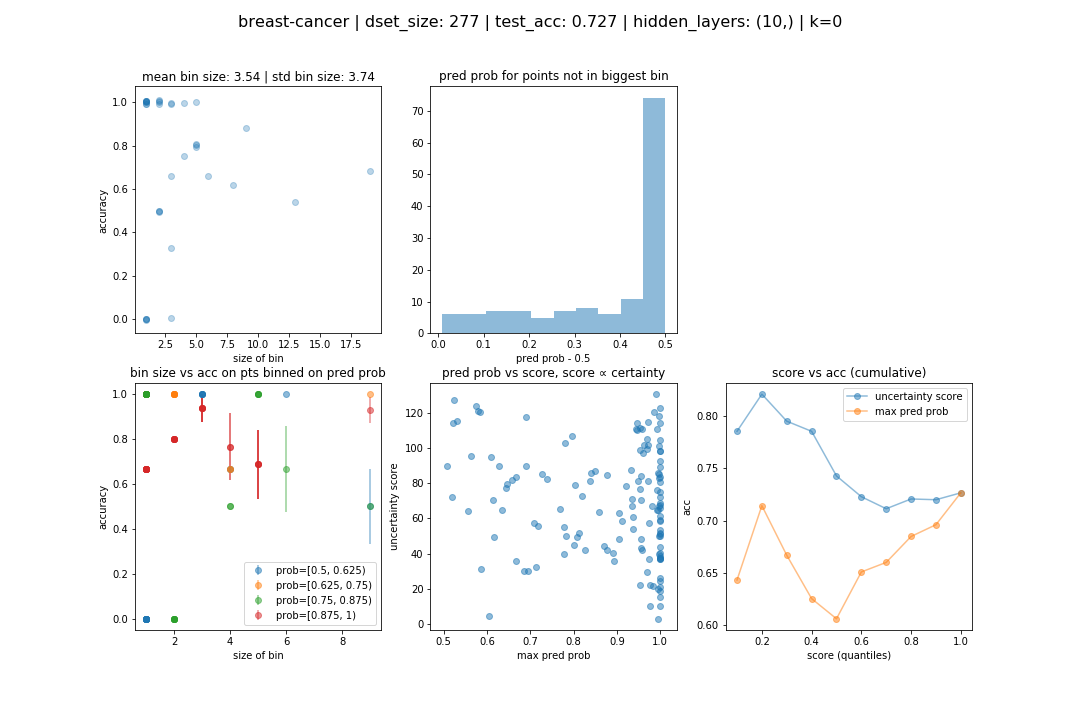 breast-cancer | dset_size: 277 | test_acc: 0.727 | hidden_layers: (10,) | k=0
mean bin size: 3.54 | std bin size: 3.74
1.0
0.8
0.6
0.4
0.2
0.0
accuracy
2.5 5.0 7.5 10.0 12.5 15.0 17.5
size of bin
pred prob for points not in biggest bin
70
60
50
40
30
20
10
0
0.0 0.1 0.2 0.3 0.4 0.5
pred prob - 0.5
bin size vs acc on pts binned on pred prob
1.0
0.8
0.6
0.4
0.2
0.0
accuracy
prob=[0.5, 0.625)
prob=[0.625, 0.75)
prob=[0.75, 0.875)
prob=[0.875, 1)
2 4 6 8
size of bin
pred prob vs score, score ∝ certainty
120
100
80
60
40
20
0
uncertainty score
0.5 0.6 0.7 0.8 0.9 1.0
max pred prob
score vs acc (cumulative)
uncertainty score
max pred prob
0.80
0.75
0.70
0.65
0.60
acc
0.2 0.4 0.6 0.8 1.0
score (quantiles)